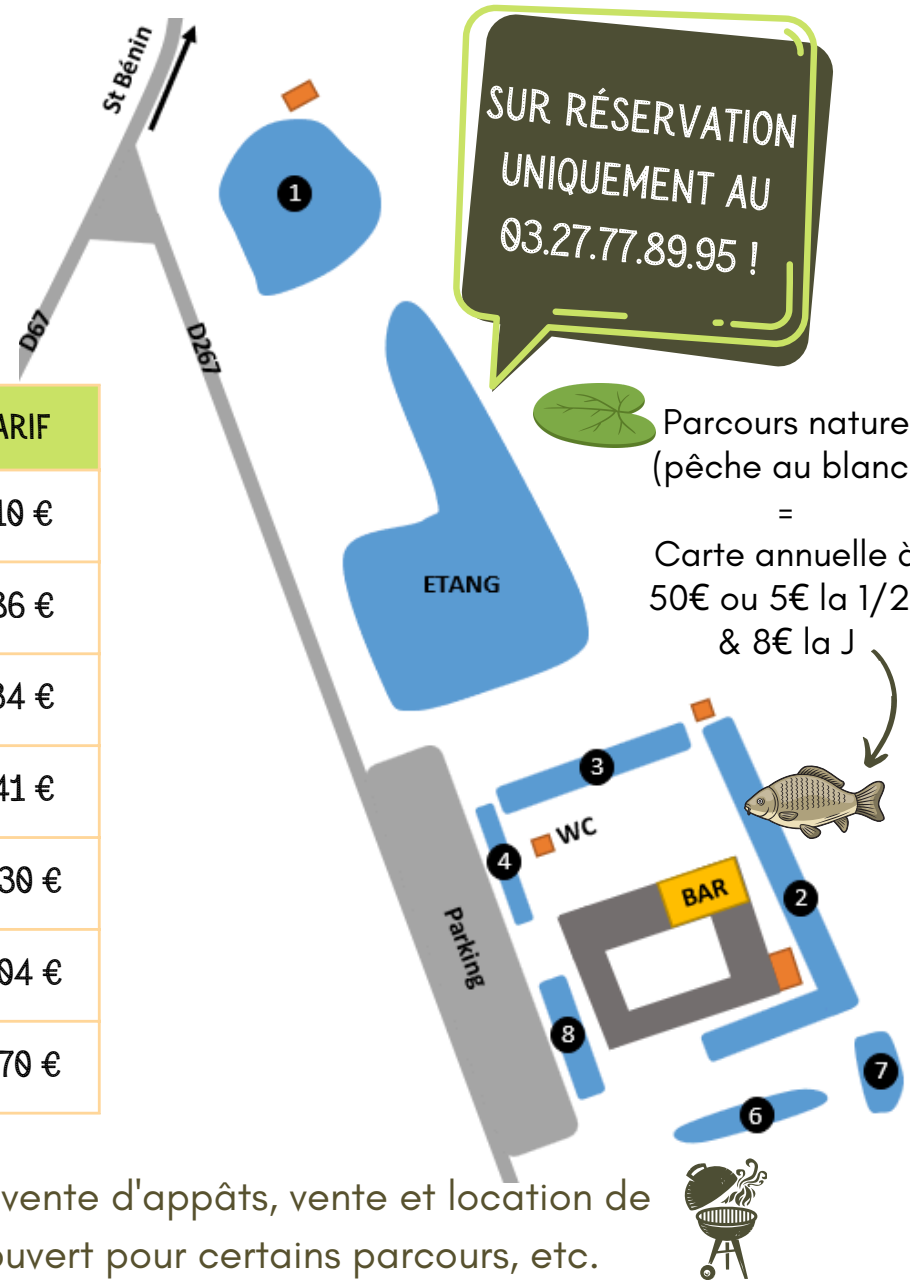 St Bénin
SUR RÉSERVATION
UNIQUEMENT AU
03.27.77.89.95 !
1
D67
D267
ARIF
10 €
86 €
34 €
41 €
30 €
04 €
70 €
Parcours nature
(pêche au blanc
=
Carte annuelle à
50€ ou 5€ la 1/2
& 8€ la J
ETANG
3
WC
4
BAR
2
Parking
8
7
6
vente d'appâts, vente et location de
ouvert pour certains parcours, etc.